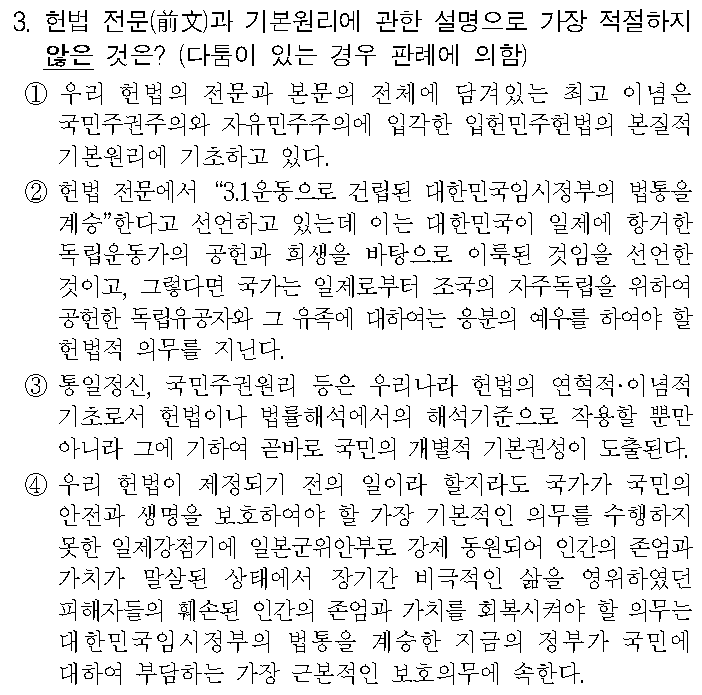 3. 헌법 전문(前文)과 기본원리에 관한 설명으로 가장 적절하지
않은 것은? (다툼이 있는 경우 판례에 의함)
① 우리 헌법의 전문과 본문의 전체에 담겨있는 최고 이념은
국민주권주의와 자유민주주의에 입각한 입헌민주헌법의 본질적
기본원리에 기초하고 있다.
② 헌법 전문에서 “3.1운동으로 건립된 대한민국임시정부의 법통을
계승”한다고 선언하고 있는데 이는 대한민국이 일제에 항거한
독립운동가의 공헌과 희생을 바탕으로 이룩된 것임을 선언한
것이고, 그렇다면 국가는 일제로부터 조국의 자주독립을 위하여
공헌한 독립유공자와 그 유족에 대하여는 응분의 예우를 하여야 할
헌법적 의무를 지닌다.
③ 통일정신, 국민주권원리 등은 우리나라 헌법의 연혁적·이념적
기초로서 헌법이나 법률해석에서의 해석기준으로 작용할 뿐만
아니라 그에 기하여 곧바로 국민의 개별적 기본권성이 도출된다.
④ 우리 헌법이 제정되기 전의 일이라 할지라도 국가가 국민의
안전과 생명을 보호하여야 할 가장 기본적인 의무를 수행하지
못한 일제강점기에 일본군위안부로 강제 동원되어 인간의 존엄과
가치가 말살된 상태에서 장기간 비극적인 삶을 영위하였던
피해자들의 훼손된 인간의 존엄과 가치를 회복시켜야 할 의무는
대한민국임시정부의 법통을 계승한 지금의 정부가 국민에
대하여 부담하는 가장 근본적인 보호의무에 속한다.